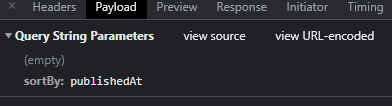 Headers Payload Preview Response Initiator Timing
Query String Parameters view source view URL-encoded
(empty)
sortBy: publishedAt